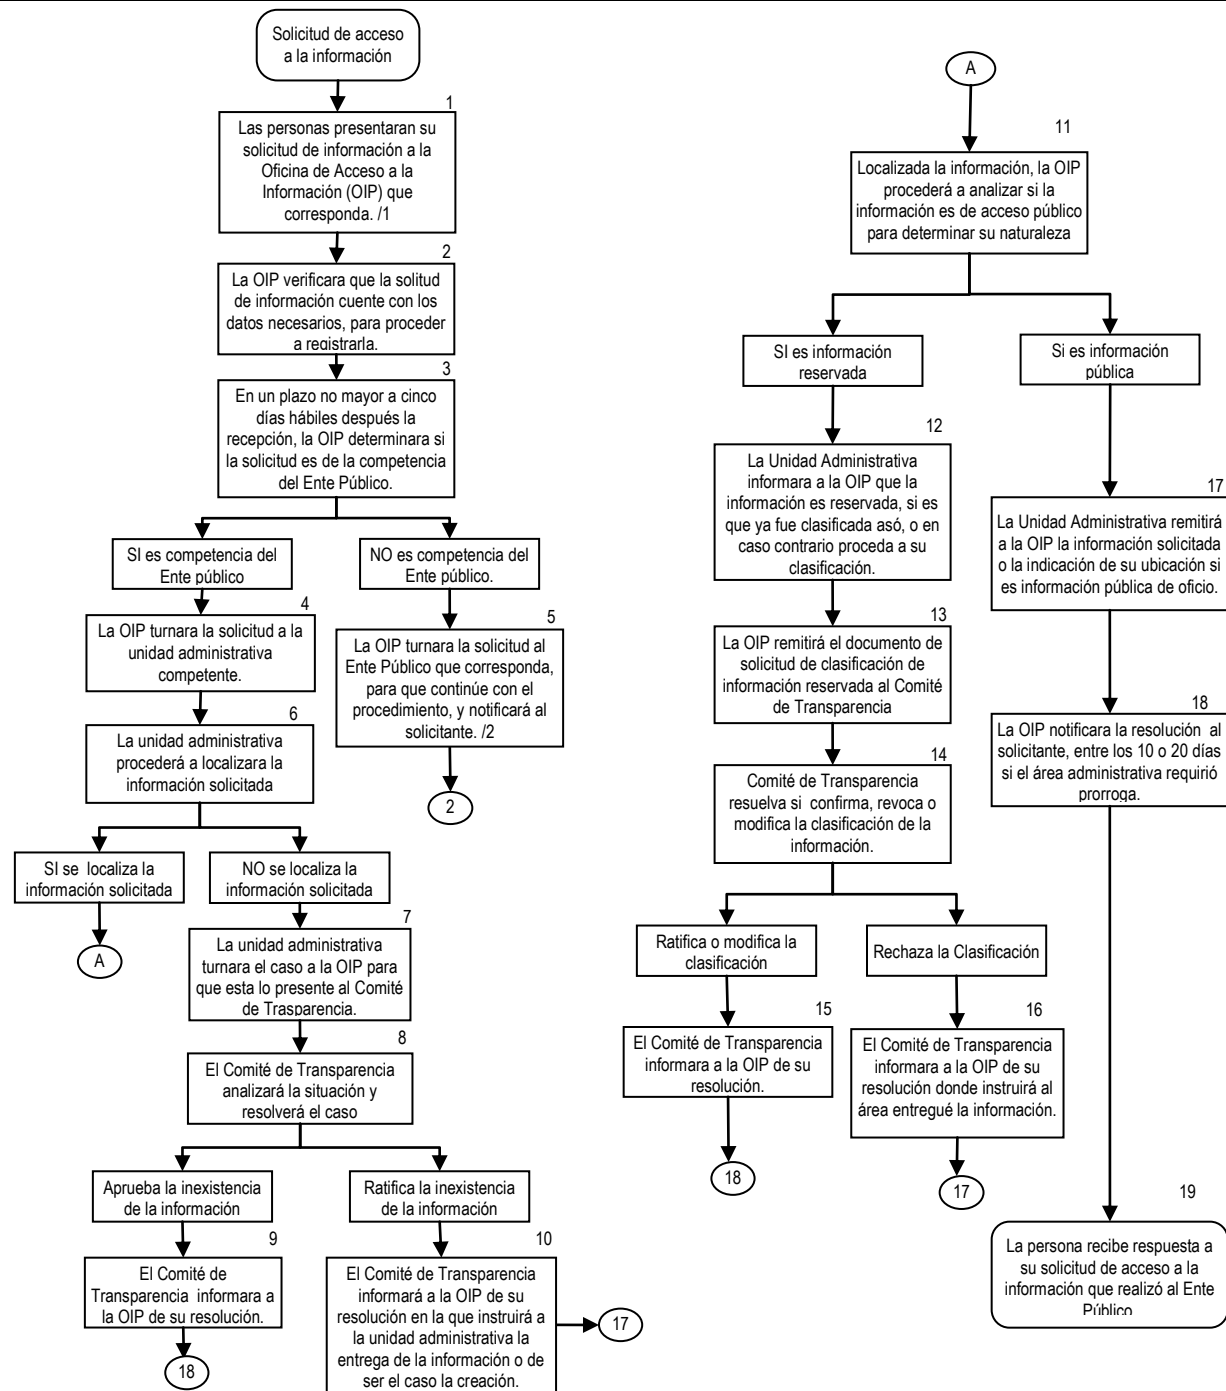 Solicitud de acceso
a la información
1
Las personas presentaran su
solicitud de información a la
Oficina de Acceso a la
Información (OIP) que
corresponda. /1
2
La OIP verificara que la solitud
de información cuente con los
datos necesarios, para proceder
a registrarla.
3
En un plazo no mayor a cinco
días hábiles después la
recepción, la OIP determinara si
la solicitud es de la competencia
del Ente Público.
SI es competencia del
Ente público
NO es competencia del
Ente público.
4
La OIP turnara la solicitud a la
unidad administrativa
competente.
5
La OIP turnara la solicitud al
Ente Público que corresponda,
para que continúe con el
procedimiento, y notificará al
solicitante. /2
2
6
La unidad administrativa
procederá a localizara la
información solicitada
SI se localiza la
información solicitada
NO se localiza la
información solicitada
A
7
La unidad administrativa
turnara el caso a la OIP para
que esta lo presente al Comité
de Trasparencia.
8
El Comité de Transparencia
analizará la situación y
resolverá el caso
Aprueba la inexistencia
de la información
Ratifica la inexistencia
de la información
9
El Comité de
Transparencia informara a
la OIP de su resolución.
18
10
El Comité de Transparencia
informará a la OIP de su
resolución en la que instruirá a
la unidad administrativa la
entrega de la información o de
ser el caso la creación.
17
A
11
Localizada la información, la OIP
procederá a analizar si la
información es de acceso público
para determinar su naturaleza
SI es información
reservada
Si es información
pública
12
La Unidad Administrativa
informara a la OIP que la
información es reservada, si es
que ya fue clasificada asó, o en
caso contrario proceda a su
clasificación.
13
La OIP remitirá el documento de
solicitud de clasificación de
información reservada al Comité
de Transparencia
14
Comité de Transparencia
resuelva si confirma, revoca o
modifica la clasificación de la
información.
Ratifica o modifica la
clasificación
Rechaza la Clasificación
15
El Comité de Transparencia
informara a la OIP de su
resolución.
18
16
El Comité de Transparencia
informara a la OIP de su
resolución donde instruirá al
área entregué la información.
17
17
La Unidad Administrativa remitirá
a la OIP la información solicitada
o la indicación de su ubicación si
es información pública de oficio.
18
La OIP notificara la resolución al
solicitante, entre los 10 o 20 días
si el área administrativa requirió
prorroga.
19
La persona recibe respuesta a
su solicitud de acceso a la
información que realizó al Ente
Público